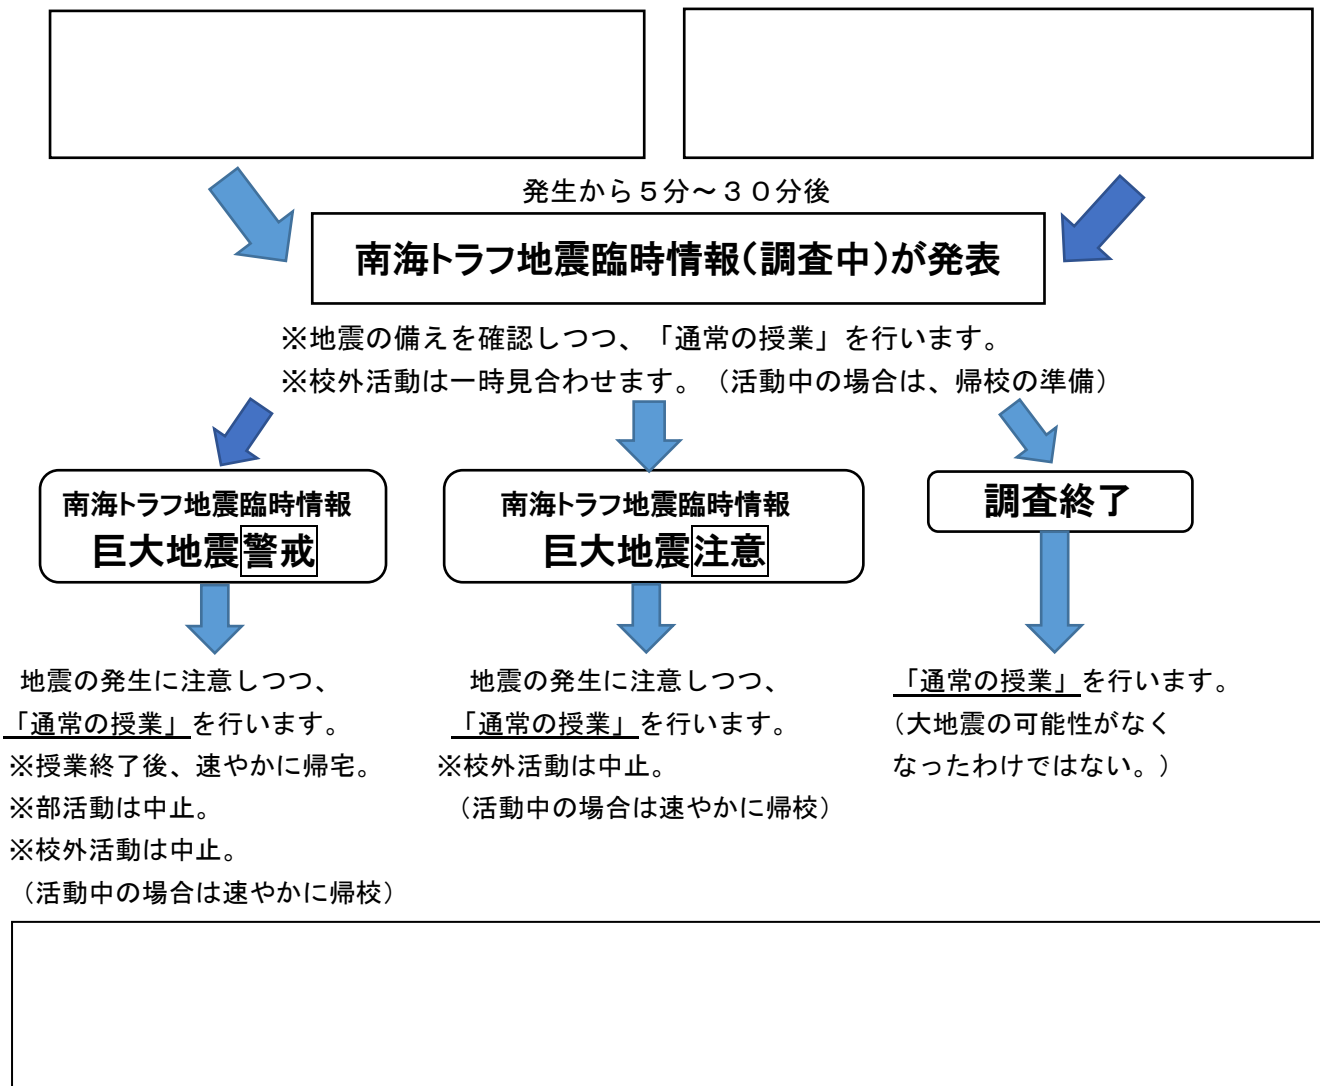 発生から５分～３０分後
南海トラフ地震臨時情報（調査中）が発表
※地震の備えを確認しつつ、「通常の授業」を行います。
※校外活動は一時見合わせます。（活動中の場合は、帰校の準備）
南海トラフ地震臨時情報
巨大地震警戒
地震の発生に注意しつつ、
「通常の授業」を行います。
※授業終了後、速やかに帰宅。
※部活動は中止。
※校外活動は中止。
（活動中の場合は速やかに帰校）
南海トラフ地震臨時情報
巨大地震注意
地震の発生に注意しつつ、
「通常の授業」を行います。
※校外活動は中止。
（活動中の場合は速やかに帰校）
調査終了
「通常の授業」を行います。
（大地震の可能性がなく
なったわけではない。）